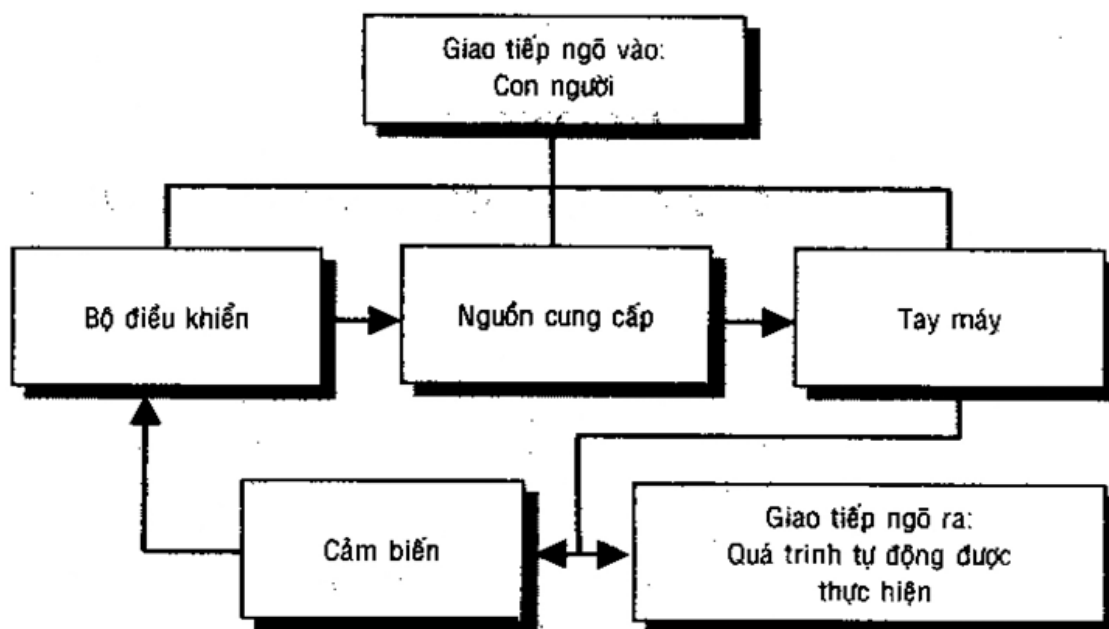 Giao tiếp ngõ vào:
Con người
Bộ điều khiển
Nguồn cung cấp
Tay máy
Cảm biến
Giao tiếp ngõ ra:
Quá trình tự động được
thực hiện